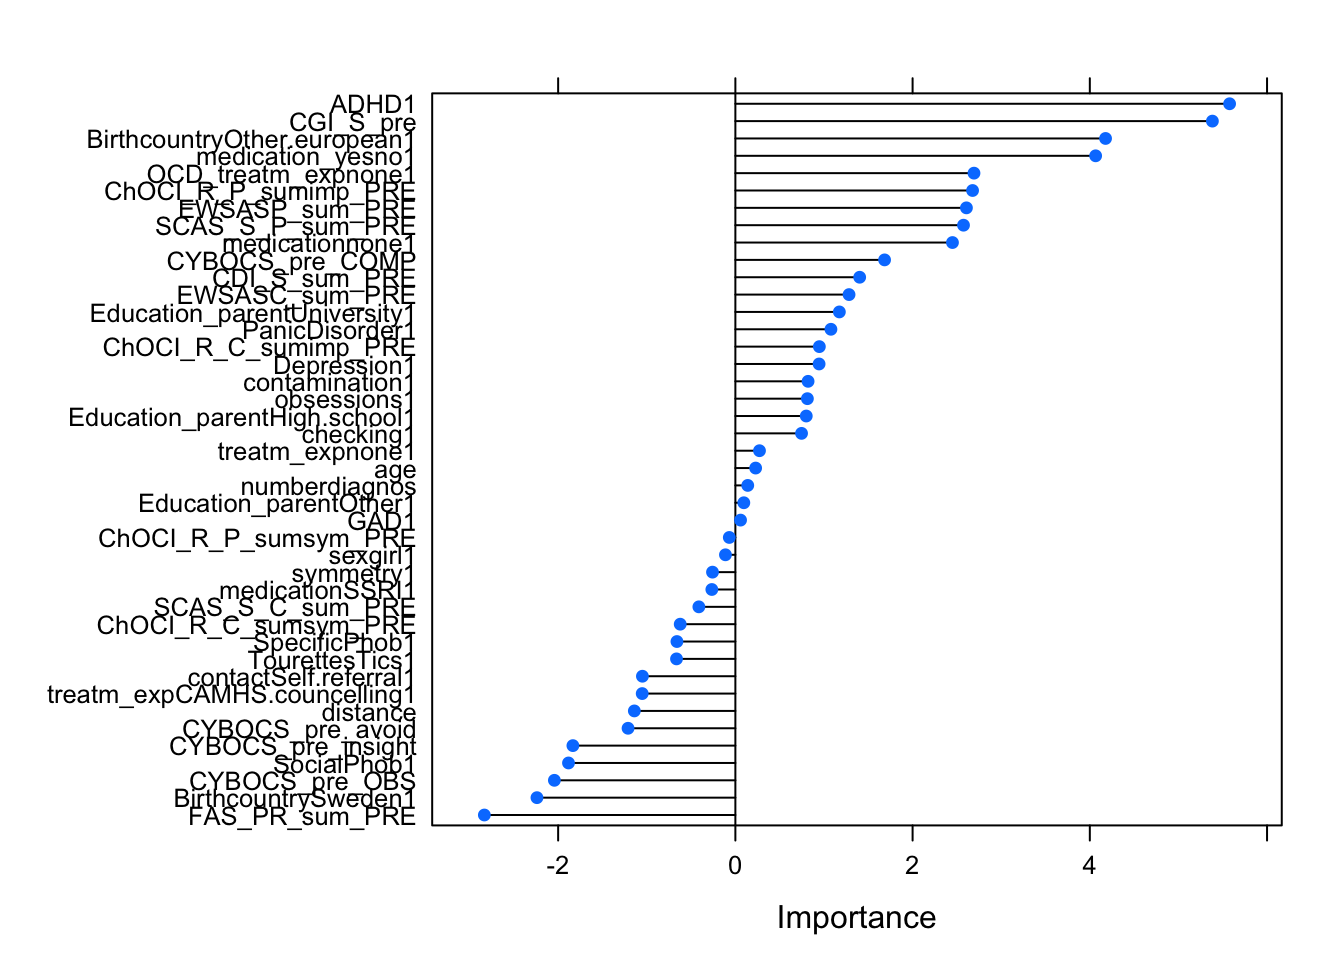 ADHD1
CGI_S_pre
BirthcountryOther.european1
medication_yesno1
OCD_treatm_expnone1
ChOCI_R_P_sumimp_PRE
EWSASP_sum_PRE
SCAS_S_P_sum_PRE
medicationnone1
CYBOCS_pre_COMP
CDI_S_sum_PRE
EWSASC_sum_PRE
Education_parentUniversity1
PanicDisorder1
ChOCI_R_C_sumimp_PRE
Depression1
contamination1
obsessions1
Education_parentHigh.school1
checking1
treatm_expnone1
age
numberdiagnos
Education_parentOther1
GAD1
ChOCI_R_P_sumsym_PRE
sexgirl1
symmetry1
medicationSSRI1
SCAS_S_C_sum_PRE
ChOCI_R_C_sumsym_PRE
SpecificPhob1
TourettesTics1
contactSelf.referral1
treatm_expCAMHS.councelling1
distance
CYBOCS_pre_avoid
CYBOCS_pre_insight
SocialPhob1
CYBOCS_pre_OBS
BirthcountrySweden1
FAS_PR_sum_PRE
-2 0 2 4
Importance